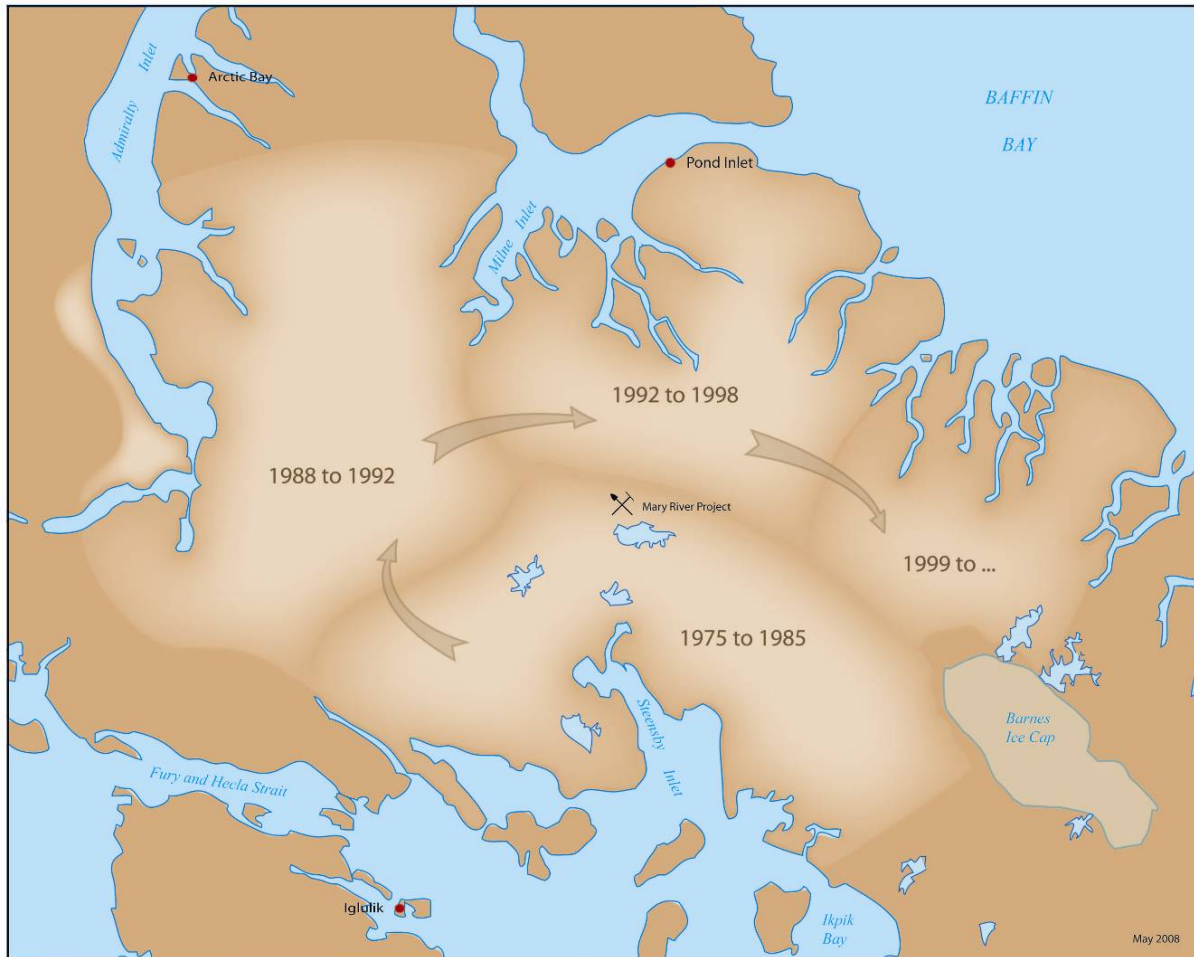 Admiralty Inlet
Arctic Bay
BAFFIN
BAY
Pond Inlet
Milne Inlet
1992 to 1998
1988 to 1992
Mary River Project
1999 to ...
1975 to 1985
Steensby Inlet
Barnes
Ice Cap
Fury and Hecla Strait
Iglulik
Ikpik
Bay
May 2008